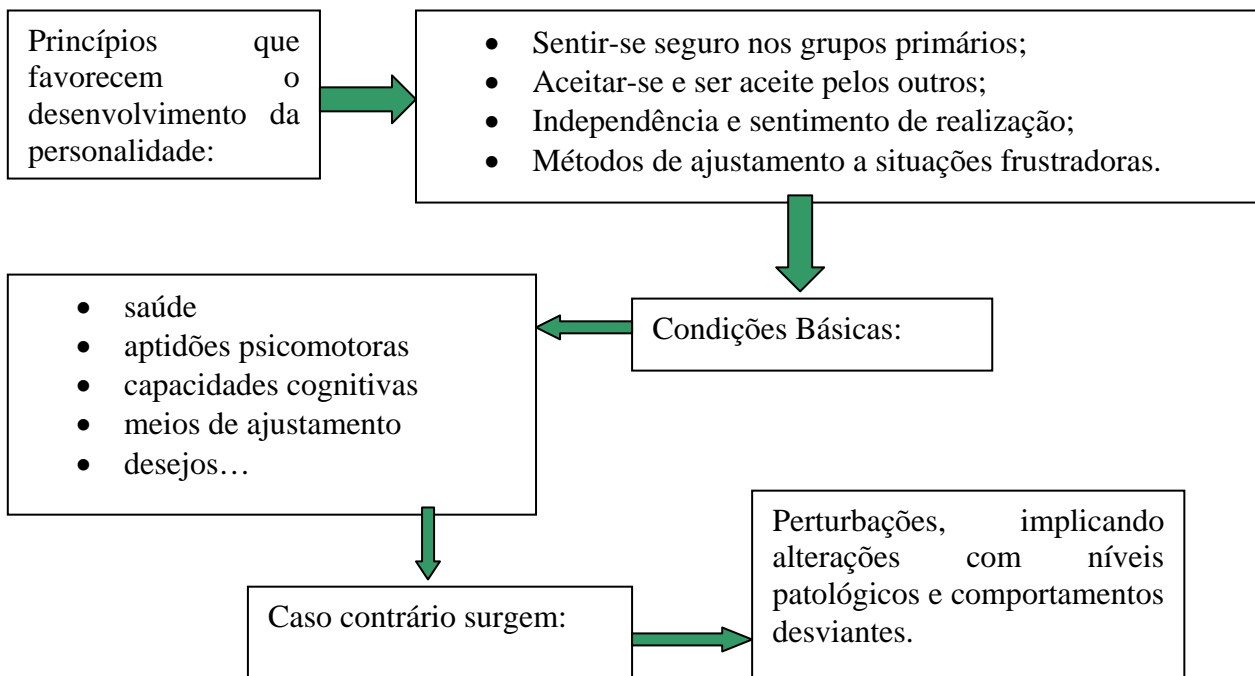 Princípios que
favorecem o
desenvolvimento da
personalidade:
• Sentir-se seguro nos grupos primários;
• Aceitar-se e ser aceite pelos outros;
• Independência e sentimento de realização;
• Métodos de ajustamento a situações frustradoras.
Condições Básicas:
• saúde
• aptidões psicomotoras
• capacidades cognitivas
• meios de ajustamento
• desejos…
Caso contrário surgem:
Perturbações, implicando
alterações com níveis
patológicos e comportamentos
desviantes.